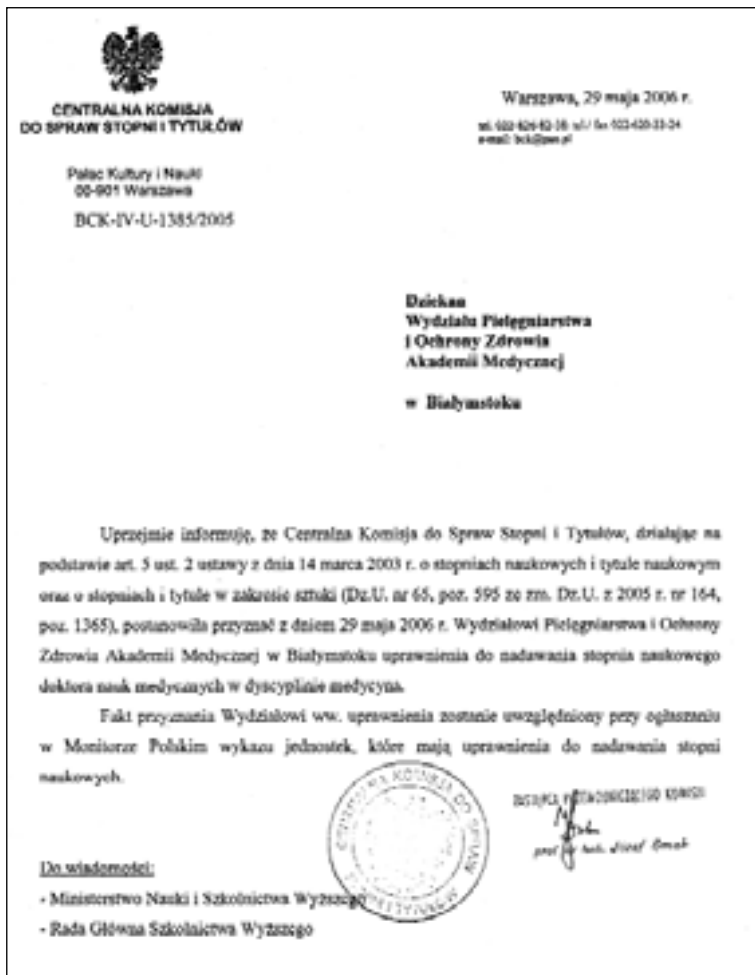 CENTRALNA KOMISJA
DO SPRAW STOPNI I TYTUŁÓW
Warszawa, 29 maja 2006 r.
Pałac Kultury i Nauki
00-901 Warszawa
BCK-IV-U-1385/2005
Dziekan
Wydziału Pielęgniarstwa
i Ochrony Zdrowia
Akademii Medycznej
w Białymstoku
Uprzejmie informuję, że Centralna Komisja do Spraw Stopni i Tytułów, działając na
podstawie art. 5 ust. 2 ustawy z dnia 14 marca 2003 r. o stopniach naukowych i tytule naukowym
oraz o stopniach i tytule w zakresie sztuki (Dz.U. nr 65, poz. 595 ze zm. Dz.U. z 2005 r. nr 164,
poz. 1365), postanowiła przyznać z dniem 29 maja 2006 r. Wydziałowi Pielęgniarstwa i Ochrony
Zdrowia Akademii Medycznej w Białymstoku uprawnienia do nadawania stopnia naukowego
doktora nauk medycznych w dyscyplinie medycyna.
Fakt przyznania Wydziałowi ww. uprawnienia zostanie uwzględniony przy ogłaszaniu
w Monitorze Polskim wykazu jednostek, które mają uprawnienia do nadawania stopni
naukowych.
ZASTĘPCA PRZEWODNICZĄCEGO KOMISJI
Do wiadomości:
- Ministerstwo Nauki i Szkolnictwa Wyższego
- Rada Główna Szkolnictwa Wyższego